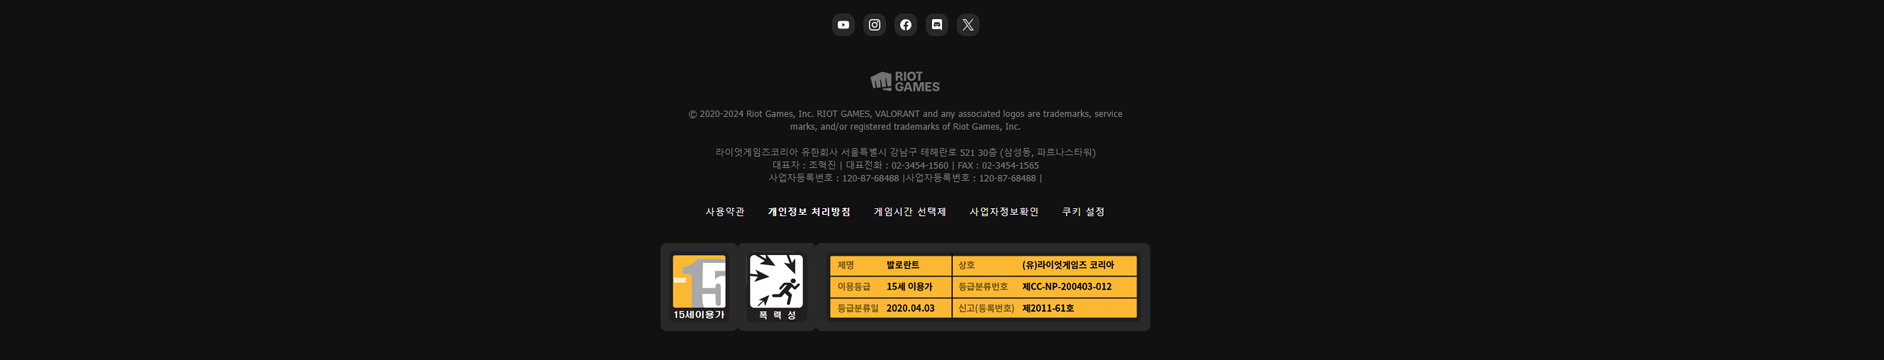 RIOT
GAMES
© 2020-2024 Riot Games, Inc. RIOT GAMES, VALORANT and any associated logos are trademarks, service
marks, and/or registered trademarks of Riot Games, Inc.
라이엇게임즈코리아 유한회사 서울특별시 강남구 테헤란로 521 30층 (삼성동, 파르나스타워)
대표자 : 조혁진 | 대표전화 : 02-3454-1560 | FAX : 02-3454-1565
사업자등록번호 : 120-87-68488 |사업자등록번호 : 120-87-68488 |
사용약관 개인정보 처리방침 게임시간 선택제 사업자정보확인 쿠키 설정
15
15세이용가
폭 력 성
제명 발로란트 상호 (유)라이엇게임즈 코리아
이용등급 15세 이용가 등급분류번호 제CC-NP-200403-012
등급분류일 2020.04.03 신고(등록번호) 제2011-61호